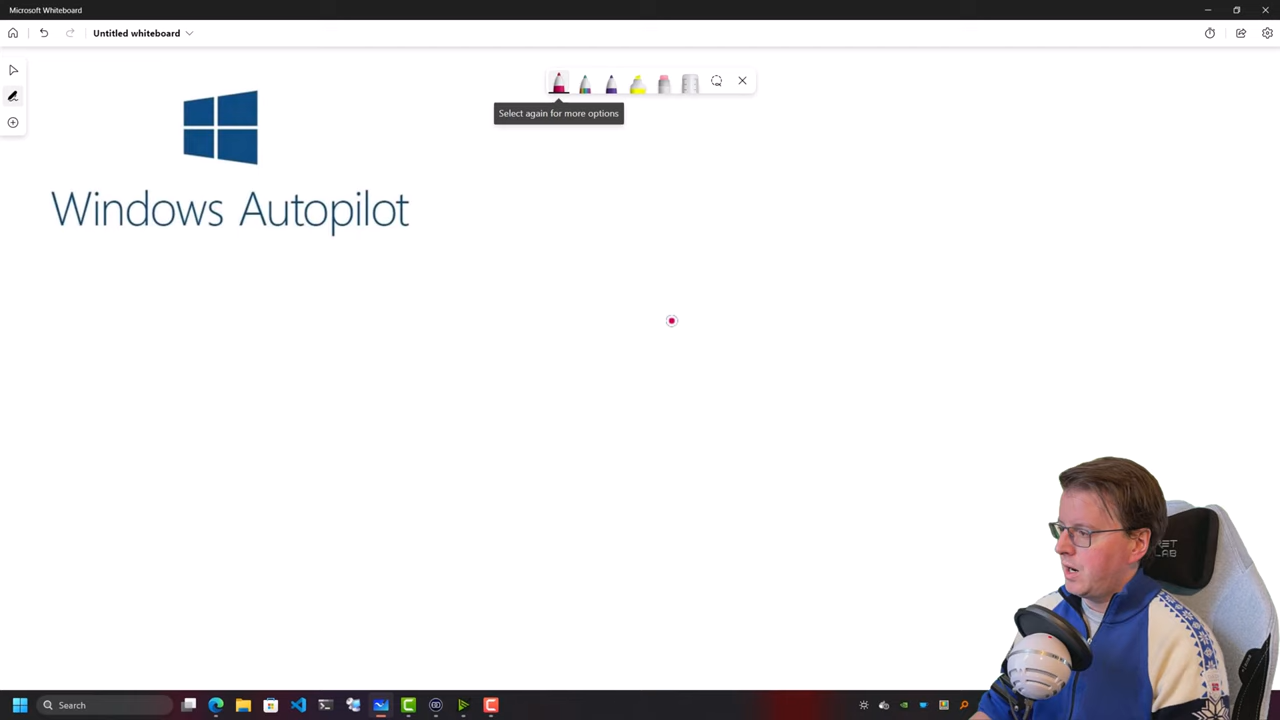 Microsoft Whiteboard
Untitled whiteboard
Select again for more options
Windows Autopilot
Search